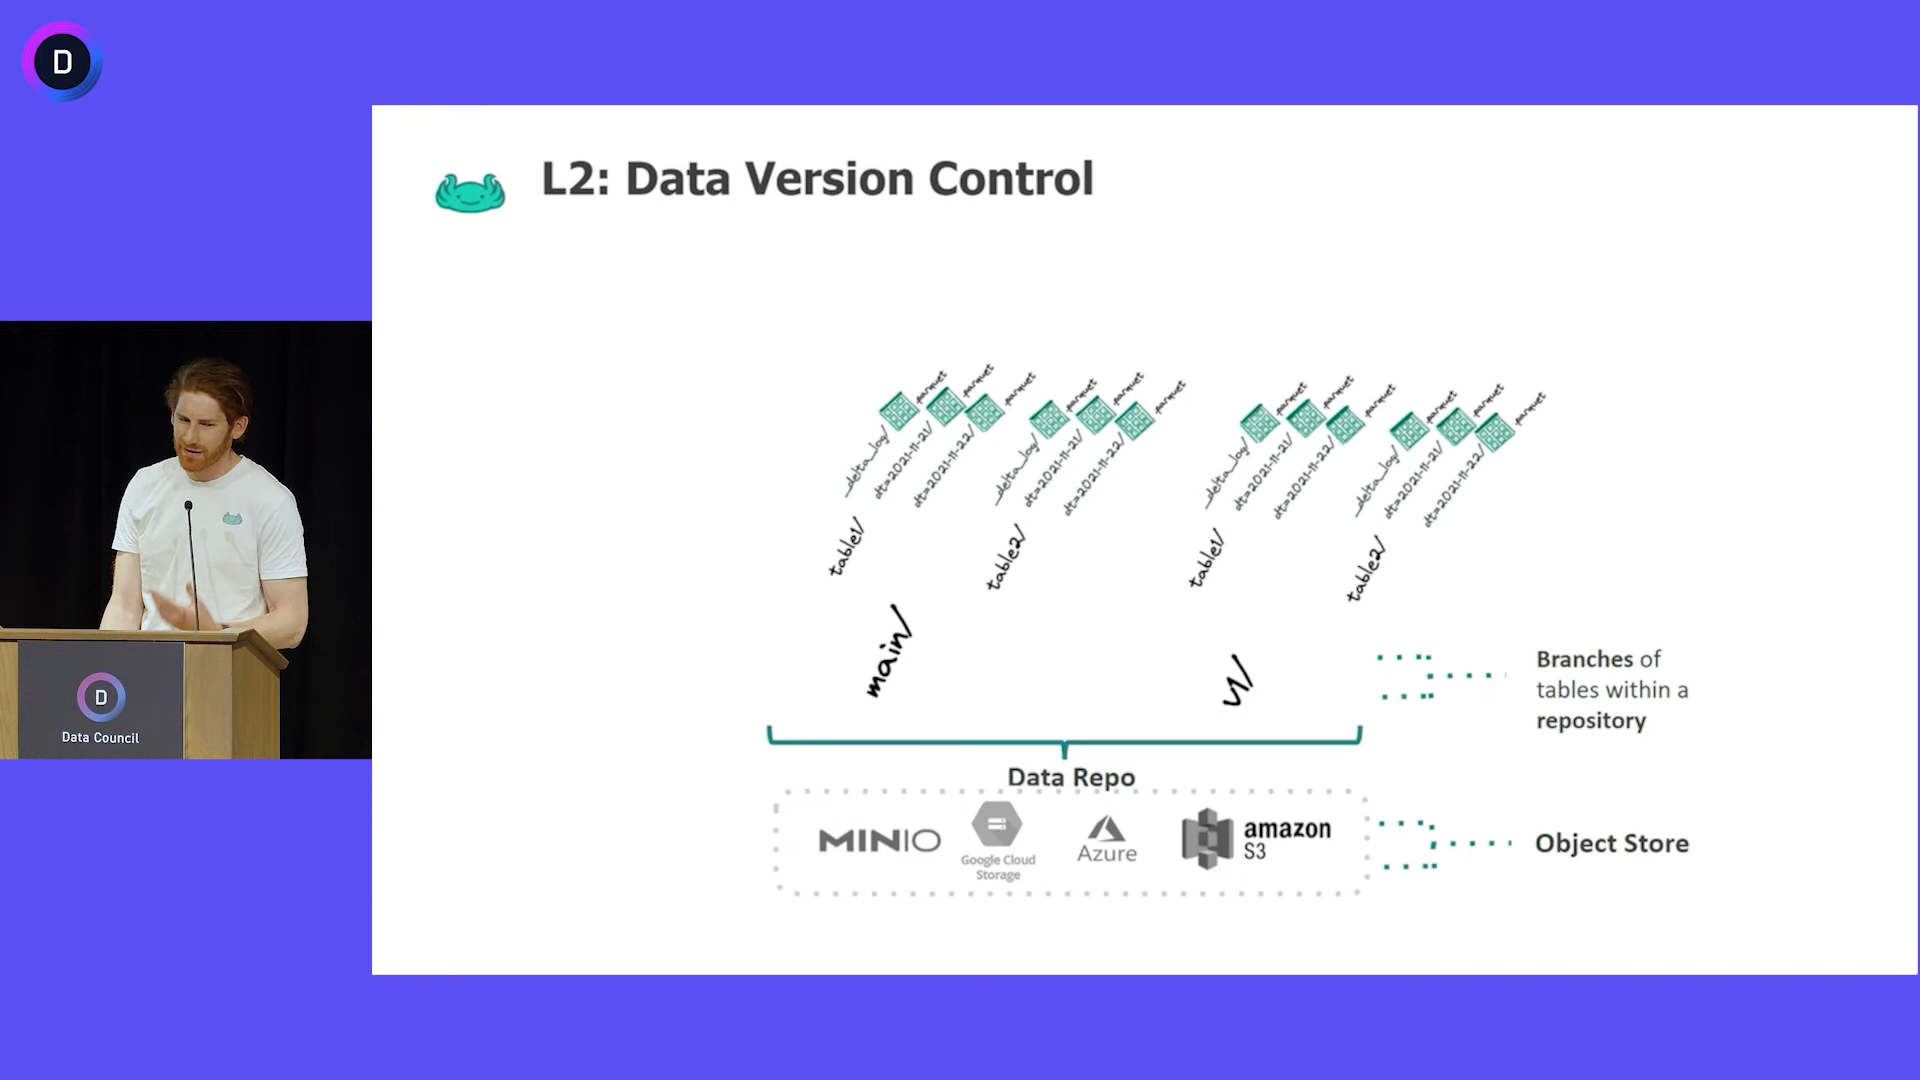 D
L2: Data Version Control
parquet
parquet
parquet
parquet
parquet
parquet
parquet
parquet
parquet
parquet
parquet
parquet
_delta_log/
dt=2021-11-21/
dt=2021-11-22/
_delta_log/
dt=2021-11-21/
dt=2021-11-22/
_delta_log/
dt=2021-11-21/
dt=2021-11-22/
_delta_log/
dt=2021-11-21/
dt=2021-11-22/
table1/
table2/
table1/
table2/
main/
v1/
Branches of
tables within a
repository
Data Repo
MINIO
Google Cloud
Storage
Azure
amazon
S3
Object Store
D
Data Council